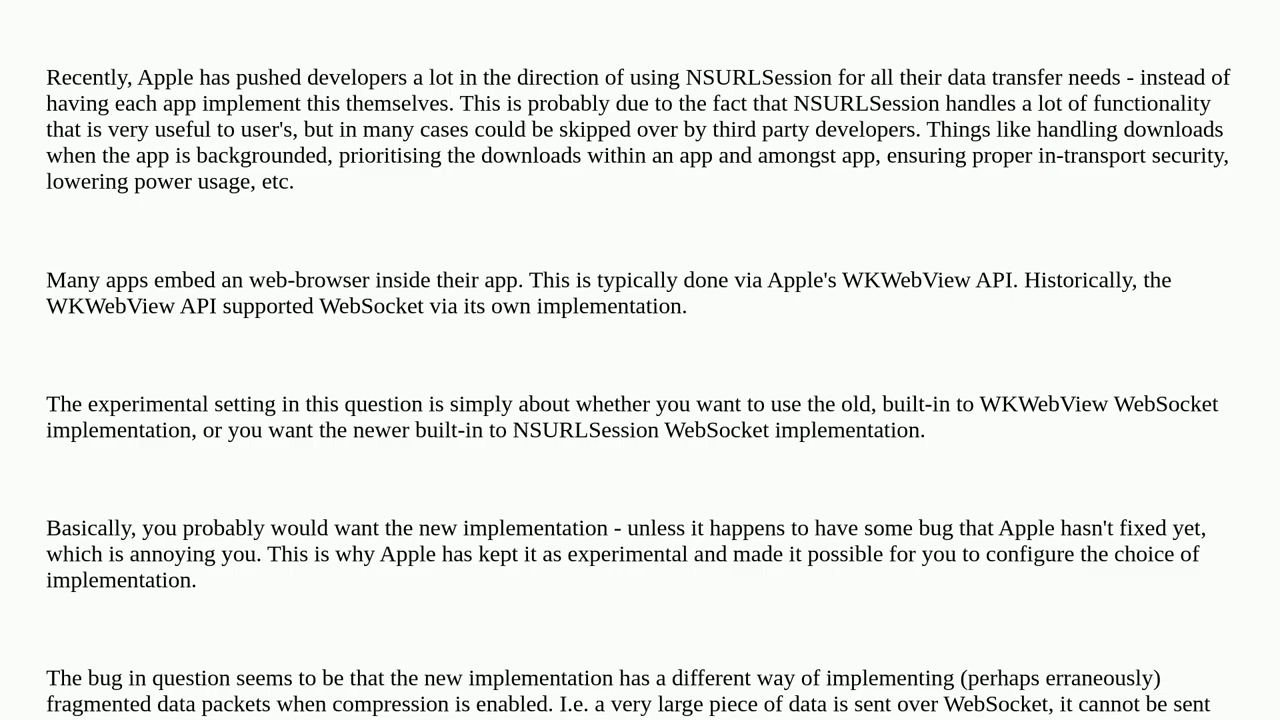 Recently, Apple has pushed developers a lot in the direction of using NSURLSession for all their data transfer needs - instead of
having each app implement this themselves. This is probably due to the fact that NSURLSession handles a lot of functionality
that is very useful to user's, but in many cases could be skipped over by third party developers. Things like handling downloads
when the app is backgrounded, prioritising the downloads within an app and amongst app, ensuring proper in-transport security,
lowering power usage, etc.
Many apps embed an web-browser inside their app. This is typically done via Apple's WKWebView API. Historically, the
WKWebView API supported WebSocket via its own implementation.
The experimental setting in this question is simply about whether you want to use the old, built-in to WKWebView WebSocket
implementation, or you want the newer built-in to NSURLSession WebSocket implementation.
Basically, you probably would want the new implementation - unless it happens to have some bug that Apple hasn't fixed yet,
which is annoying you. This is why Apple has kept it as experimental and made it possible for you to configure the choice of
implementation.
The bug in question seems to be that the new implementation has a different way of implementing (perhaps erraneously)
fragmented data packets when compression is enabled. I.e. a very large piece of data is sent over WebSocket, it cannot be sent